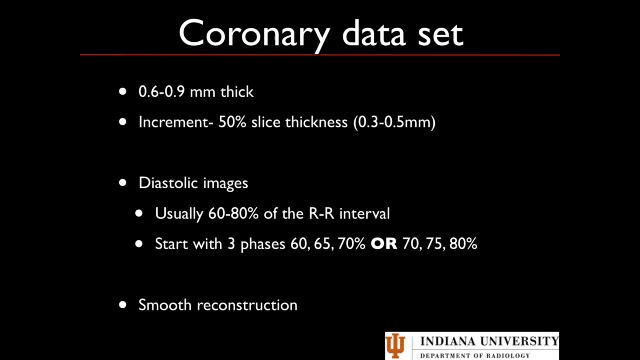 Coronary data set
• 0.6-0.9 mm thick
• Increment- 50% slice thickness (0.3-0.5mm)
• Diastolic images
• Usually 60-80% of the R-R interval
• Start with 3 phases 60, 65, 70% OR 70, 75, 80%
• Smooth reconstruction
INDIANA UNIVERSITY
DEPARTMENT OF RADIOLOGY